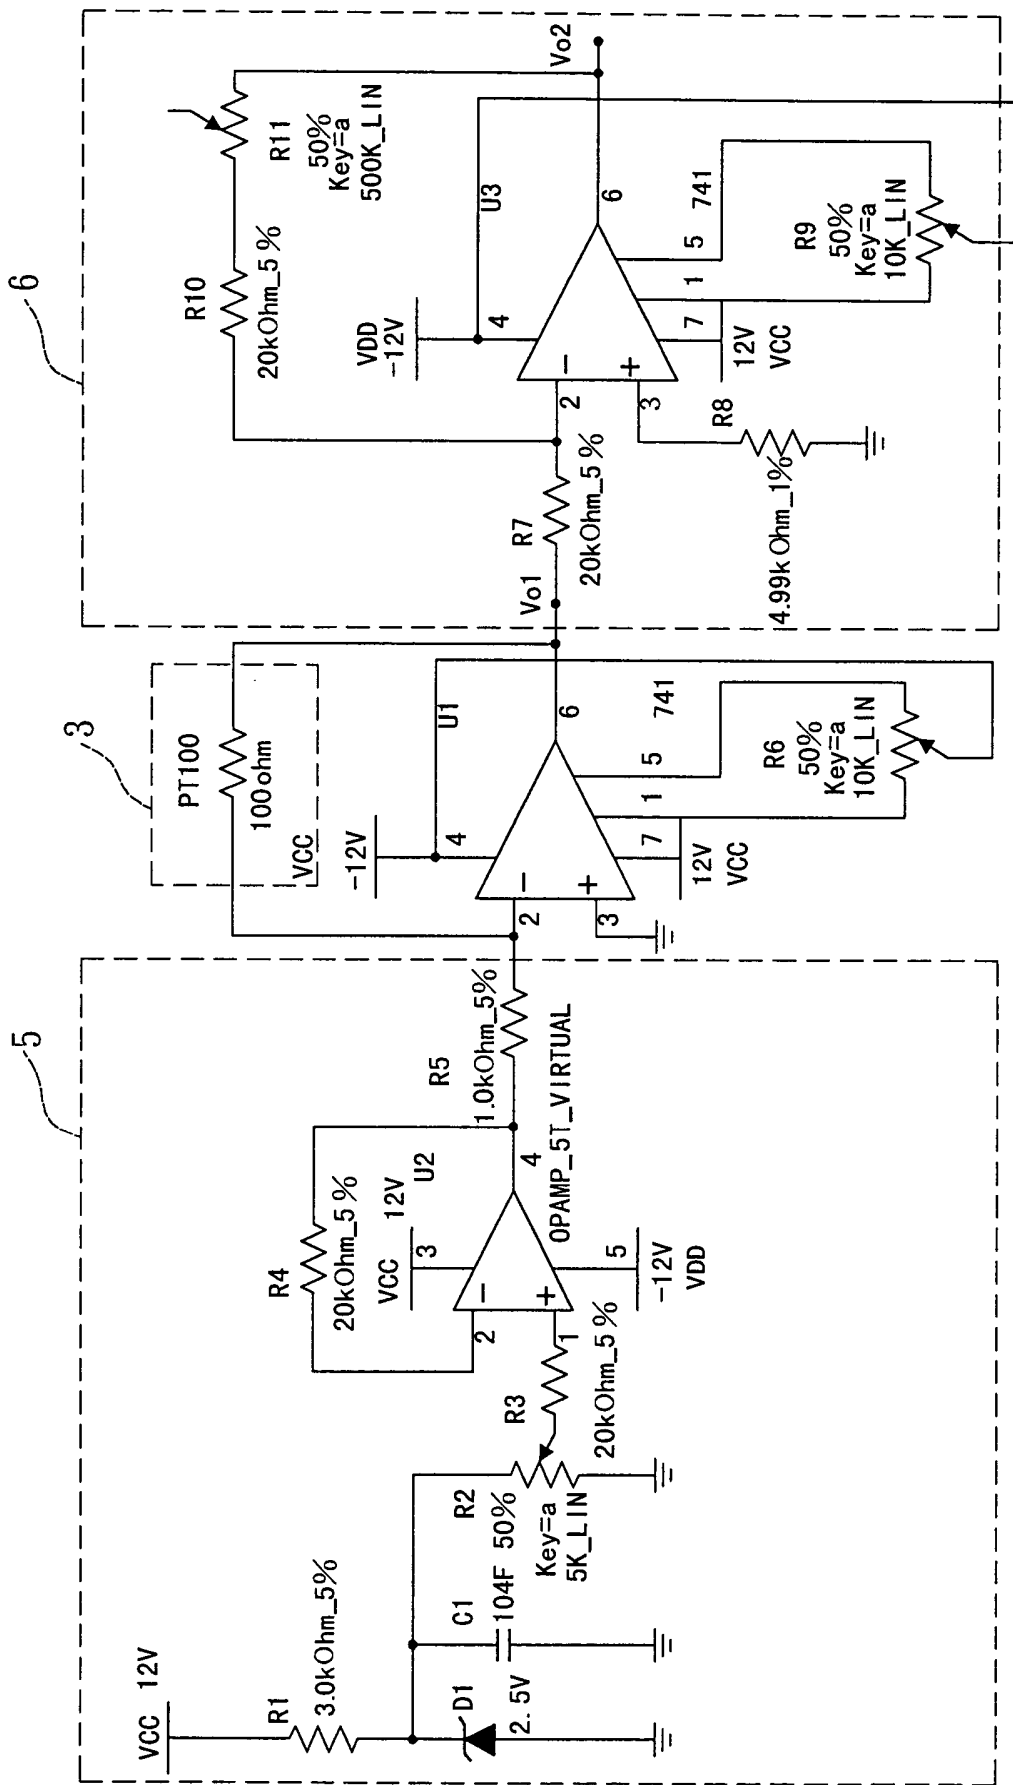 5
VCC 12V
R1
3.0kOhm_5%
D1
2.5V
C1
104F
R2
50%
Key=a
5K_LIN
R3
20kOhm_5%
R4
20kOhm_5%
VCC 12V
3
U2
2
1
4
5
-12V
VDD
OPAMP_5T_VIRTUAL
R5
1.0kOhm_5%
3
PT100
100ohm
VCC
-12V
4
U1
2
3
6
741
5
1
7
12V
VCC
R6
50%
Key=a
10K_LIN
6
Vo1
R7
20kOhm_5%
R10
20kOhm_5%
R11
50%
Key=a
500K_LIN
VDD
-12V
4
U3
2
3
6
741
5
1
7
12V
VCC
R8
4.99kOhm_1%
R9
50%
Key=a
10K_LIN
Vo2